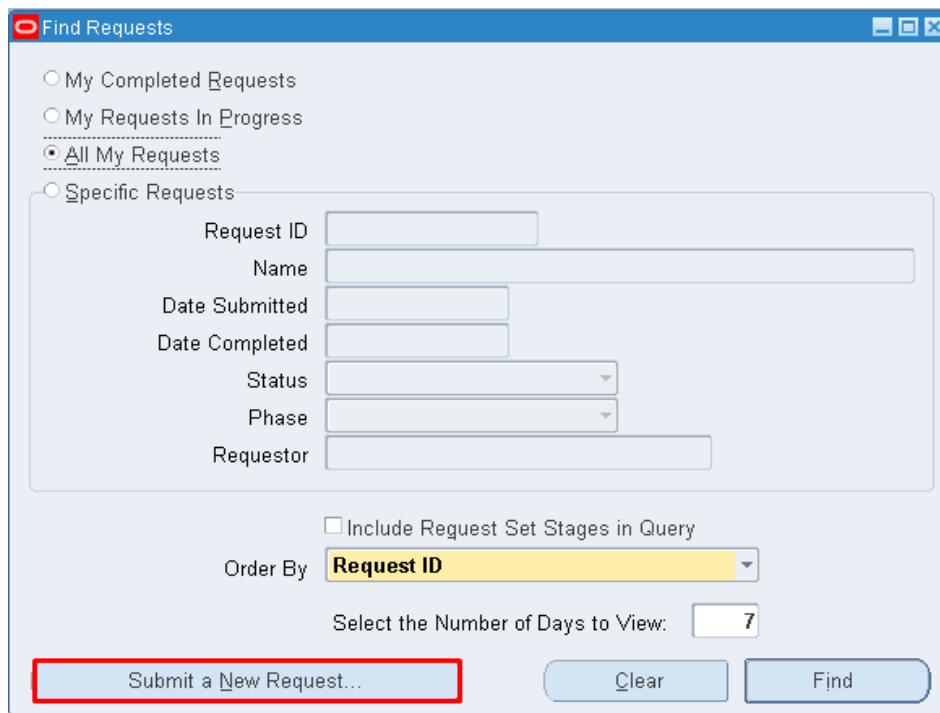 Find Requests
My Completed Requests
My Requests In Progress
All My Requests
Specific Requests
Request ID
Name
Date Submitted
Date Completed
Status
Phase
Requestor
Include Request Set Stages in Query
Order By Request ID
Select the Number of Days to View: 7
Submit a New Request... Clear Find